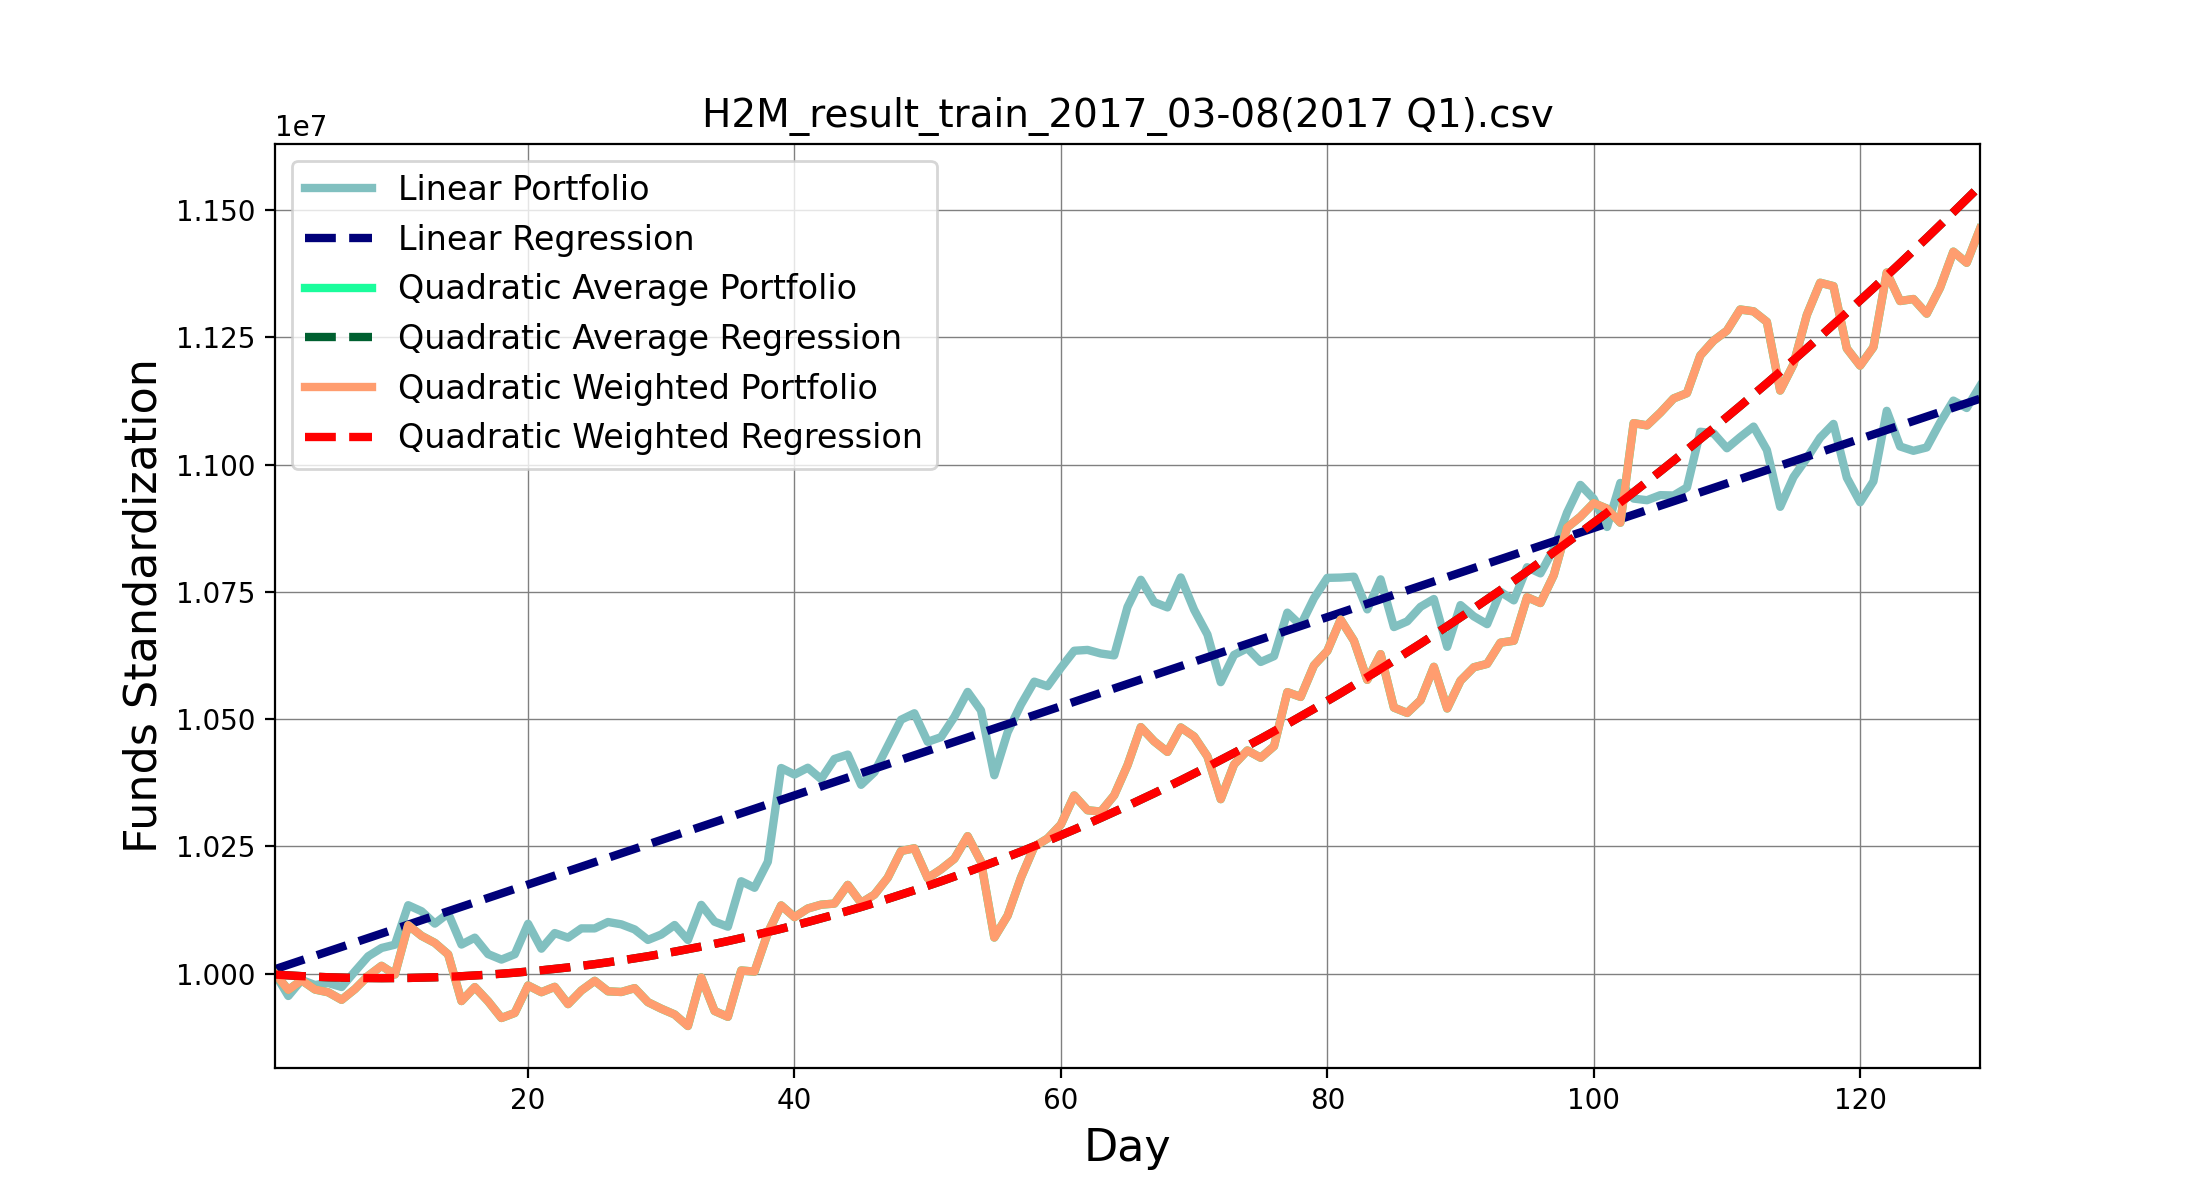 H2M_result_train_2017_03-08(2017 Q1).csv
1e7
Linear Portfolio
Linear Regression
Quadratic Average Portfolio
Quadratic Average Regression
Quadratic Weighted Portfolio
Quadratic Weighted Regression
Funds Standardization
1.150
1.125
1.100
1.075
1.050
1.025
1.000
20 40 60 80 100 120
Day